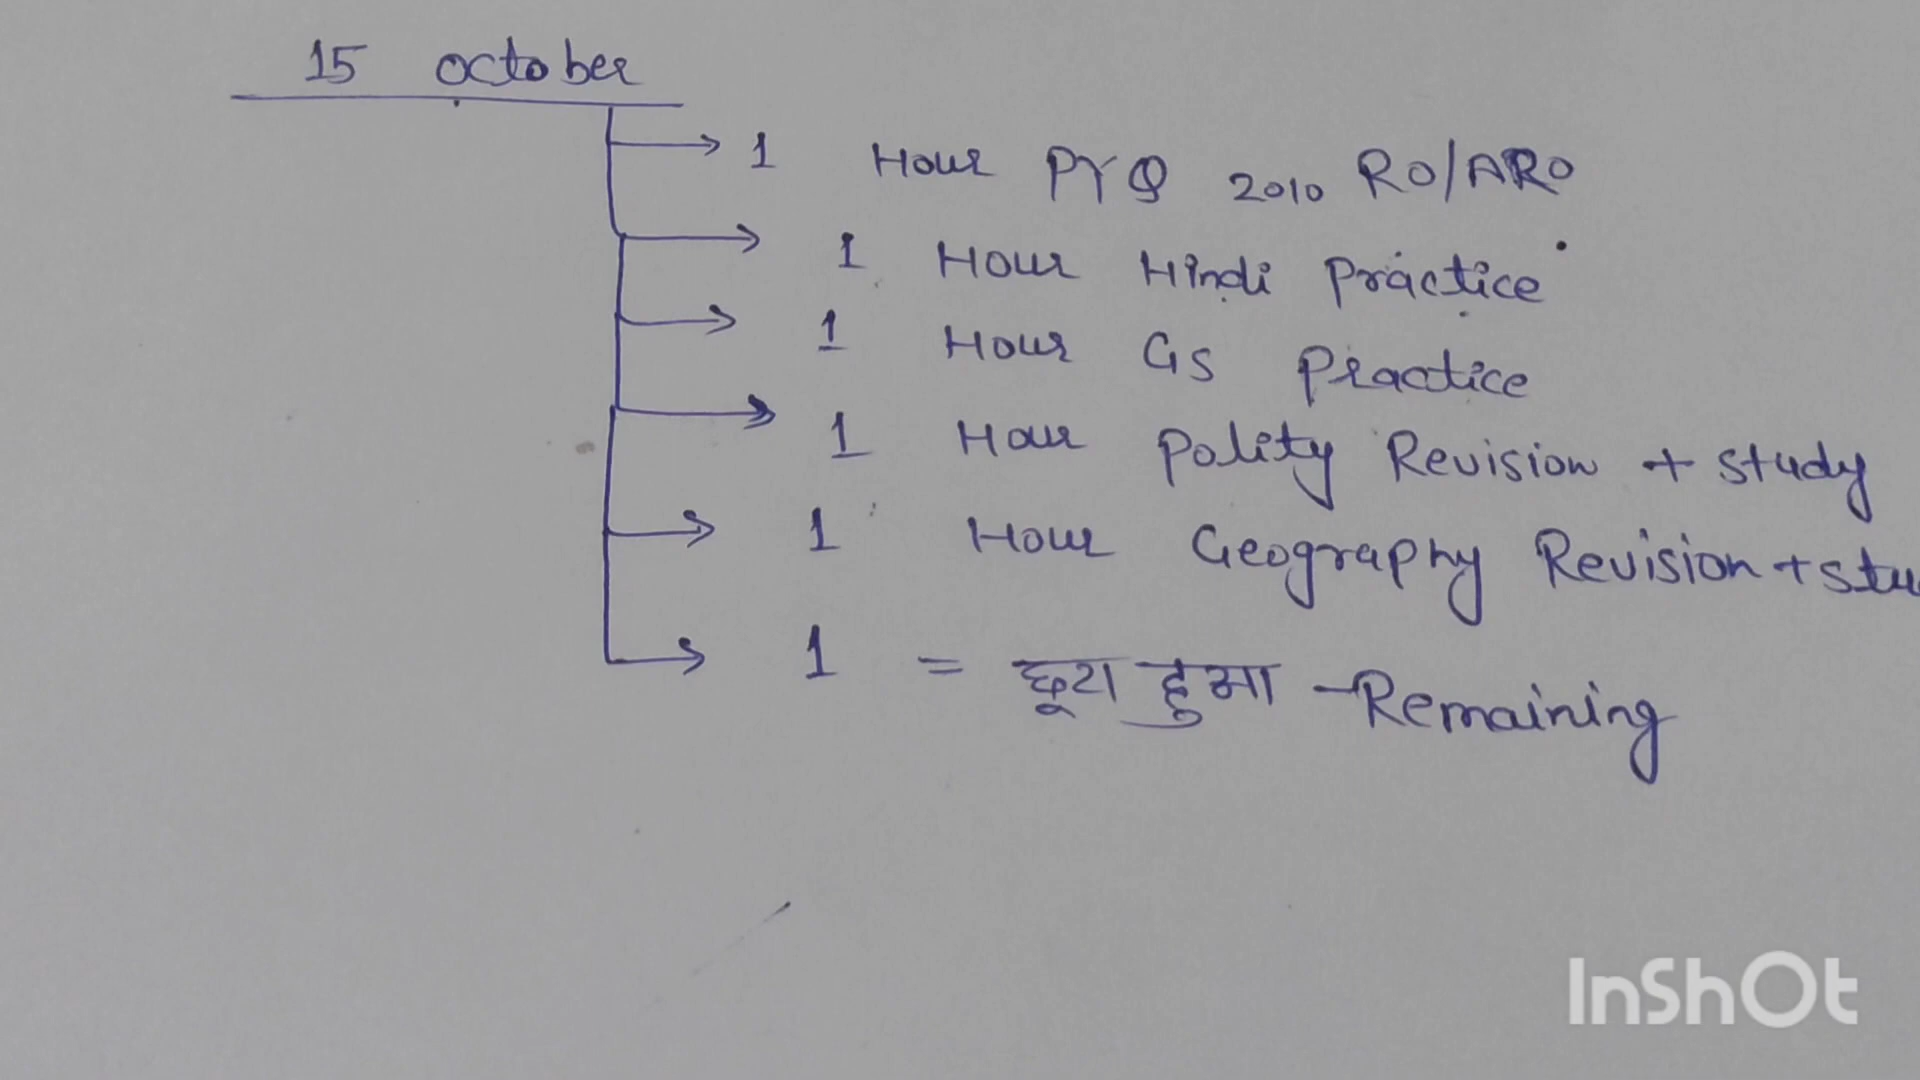 15 october
1 Hour PYQ 2010 RO/ARO
1 Hour Hindi Practice
1 Hour GS Practice
1 Hour Polity Revision + study
1 Hour Geography Revision + stu
1 = छूटा हुआ - Remaining
InShOt